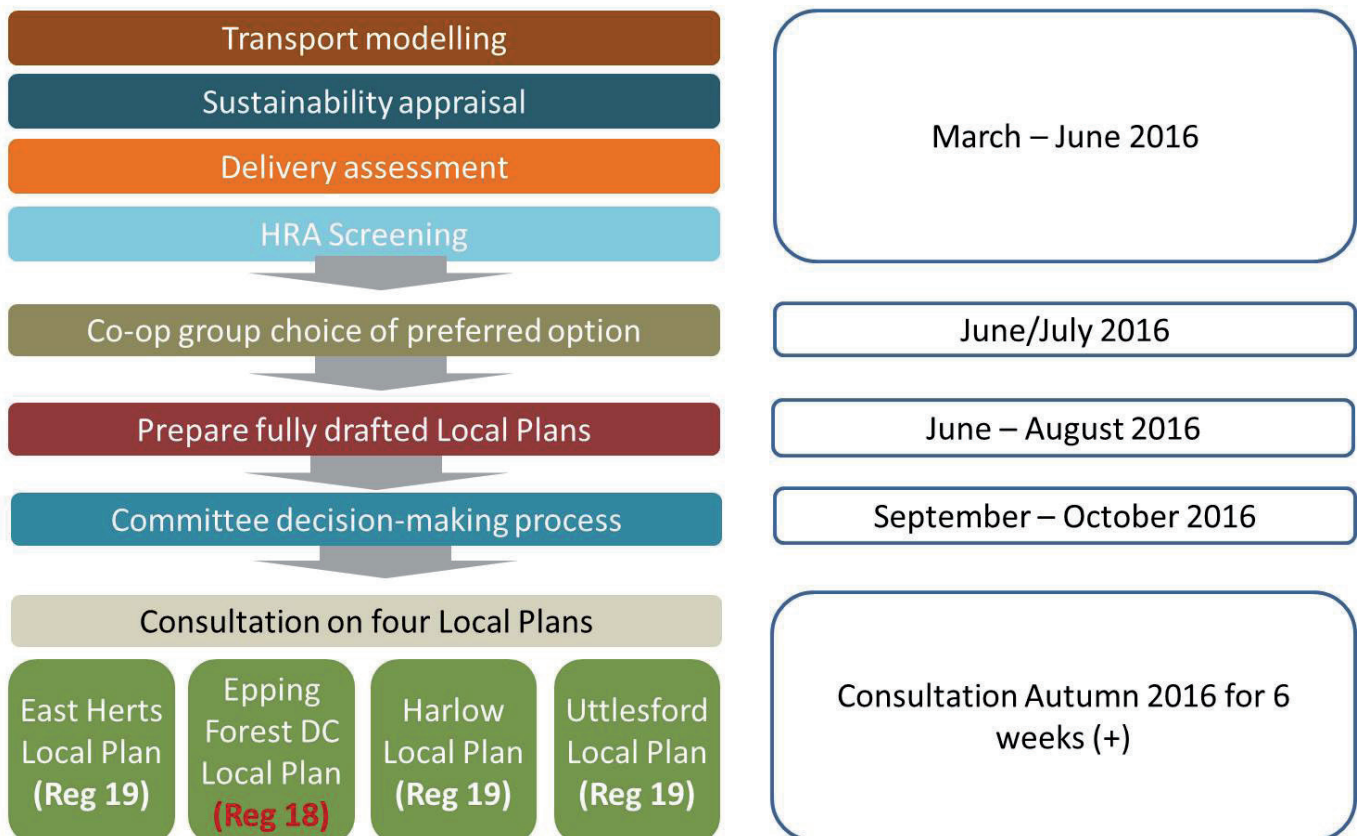 Transport modelling
Sustainability appraisal
Delivery assessment
HRA Screening
March – June 2016
Co-op group choice of preferred option
June/July 2016
Prepare fully drafted Local Plans
June – August 2016
Committee decision-making process
September – October 2016
Consultation on four Local Plans
East Herts
Local Plan
(Reg 19)
Epping
Forest DC
Local Plan
(Reg 18)
Harlow
Local Plan
(Reg 19)
Uttlesford
Local Plan
(Reg 19)
Consultation Autumn 2016 for 6
weeks (+)